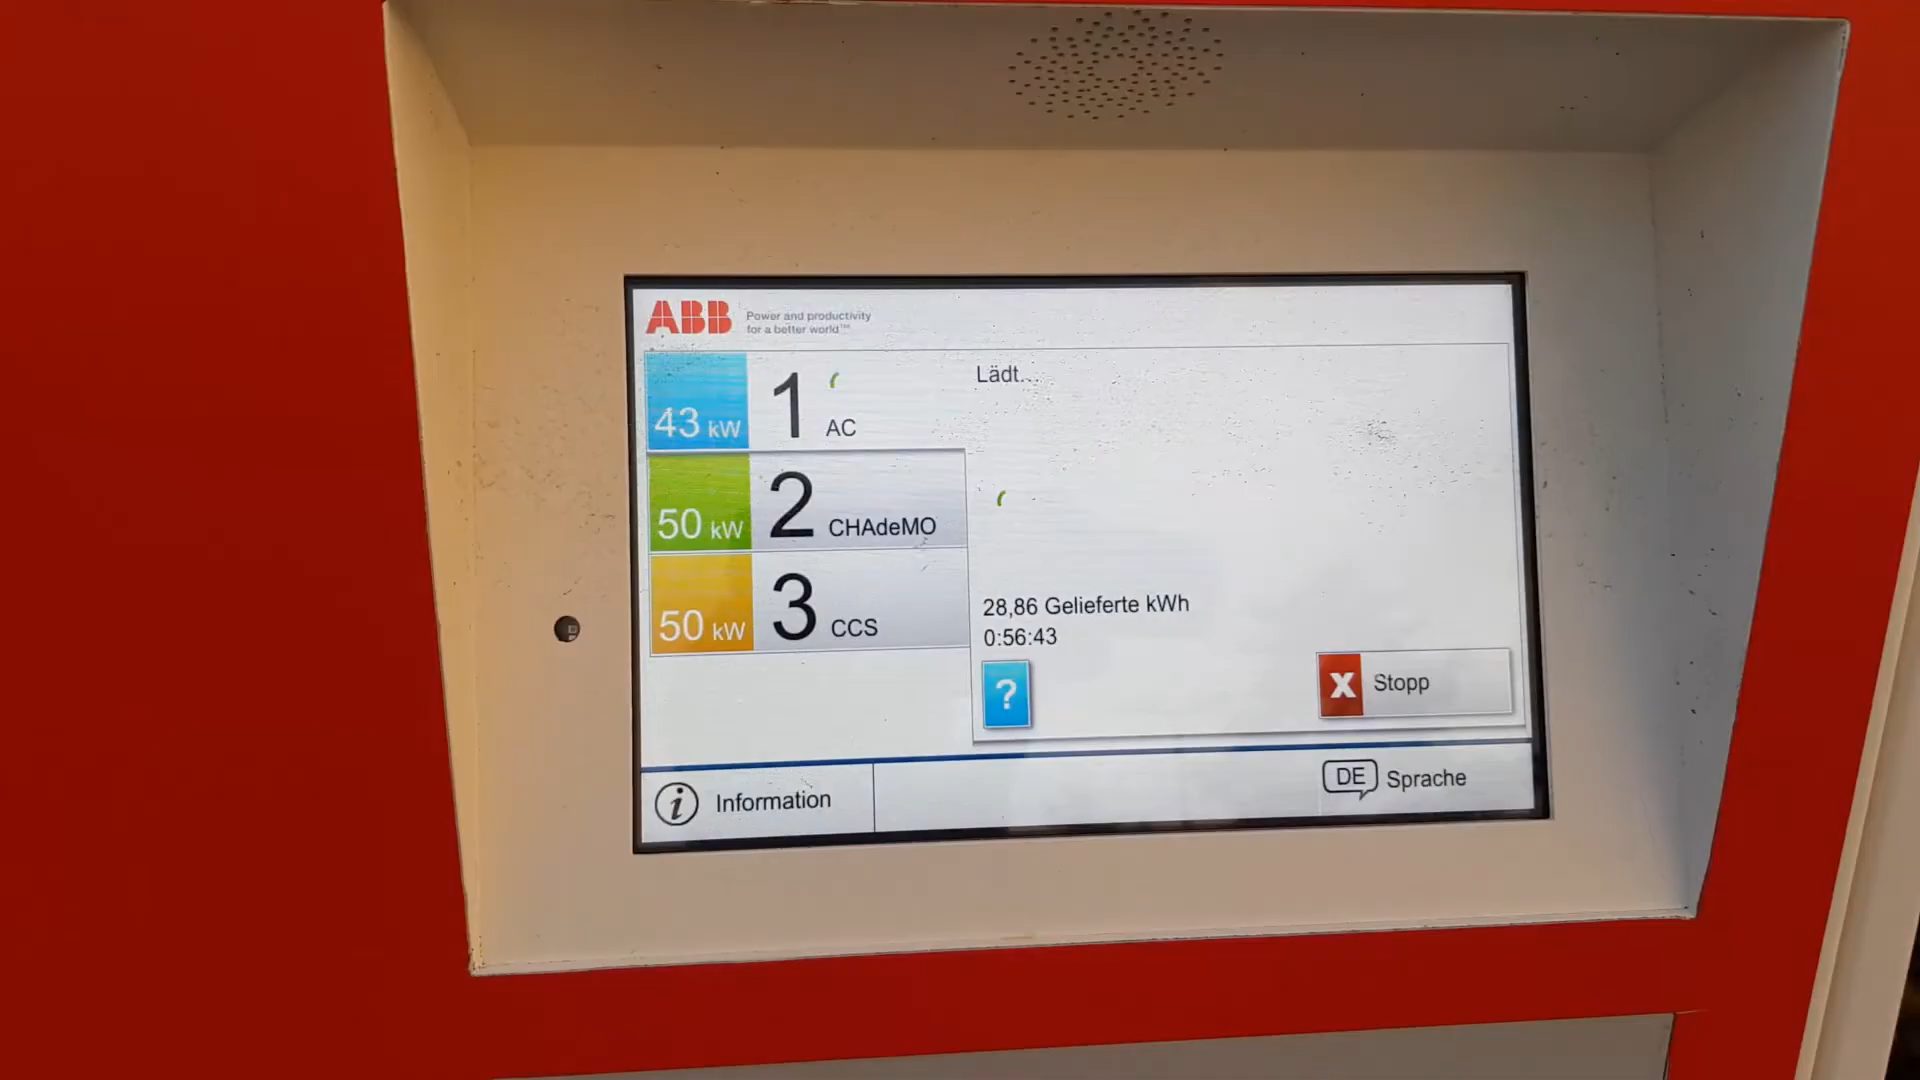 ABB Power and productivity
for a better world™
43 kW 1 AC
Lädt...
50 kW 2 CHAdeMO
50 kW 3 CCS
28,86 Gelieferte kWh
0:56:43
? X Stopp
i Information
DE Sprache